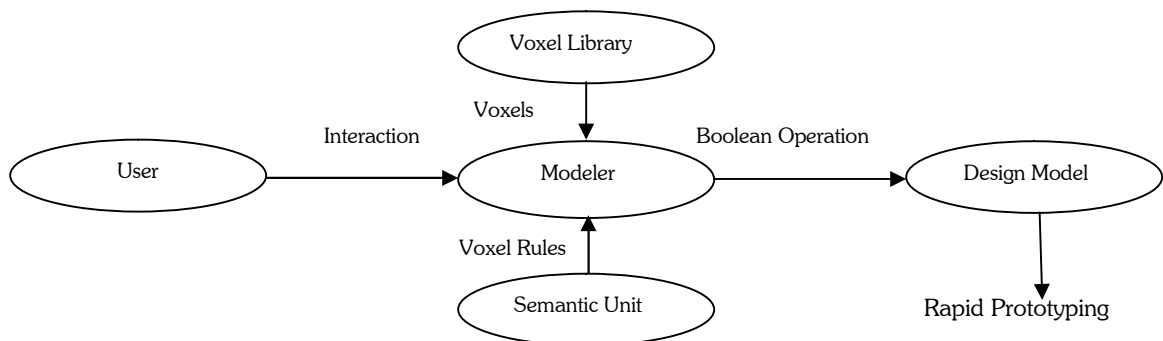 Voxel Library
Voxels
Interaction
Boolean Operation
User
Modeler
Design Model
Voxel Rules
Semantic Unit
Rapid Prototyping